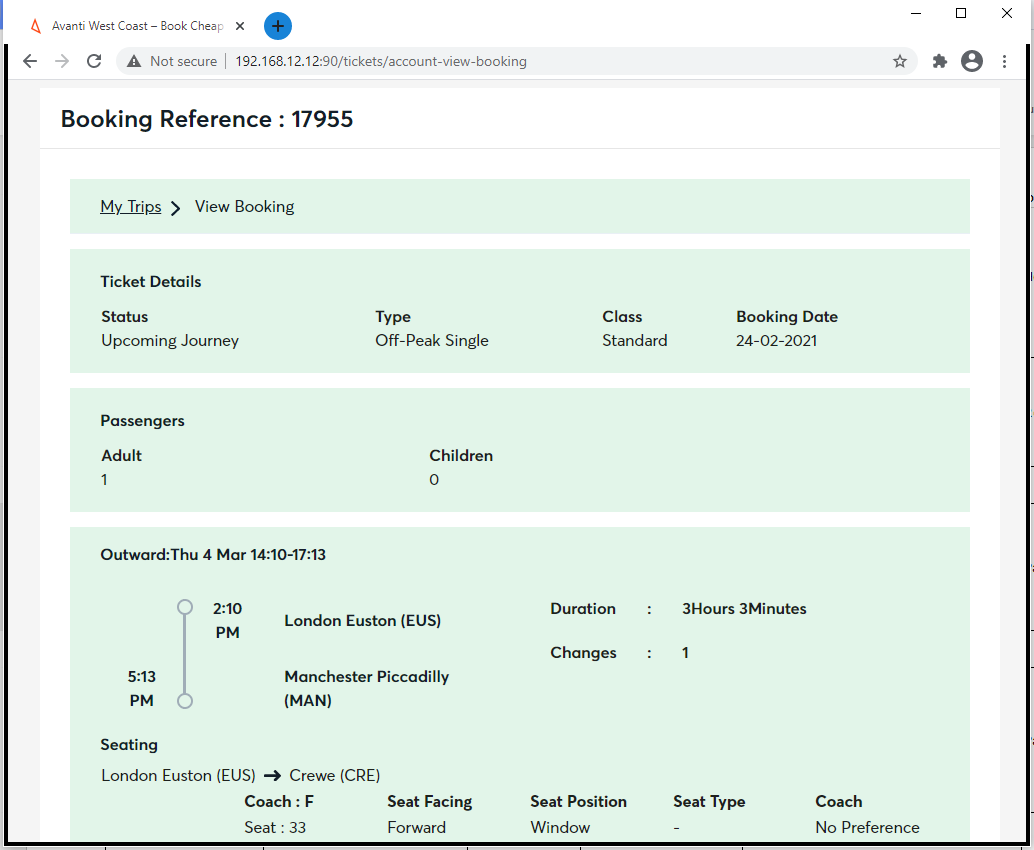 Avanti West Coast – Book Cheap
Not secure
192.168.12.12:90/tickets/account-view-booking
Booking Reference : 17955
My Trips View Booking
Ticket Details
Status Type Class Booking Date
Upcoming Journey Off-Peak Single Standard 24-02-2021
Passengers
Adult Children
1 0
Outward:Thu 4 Mar 14:10-17:13
2:10 PM
London Euston (EUS)
Duration : 3Hours 3Minutes
Changes : 1
5:13 PM
Manchester Piccadilly
(MAN)
Seating
London Euston (EUS) ➔ Crewe (CRE)
Coach : F Seat Facing Seat Position Seat Type Coach
Seat : 33 Forward Window - No Preference